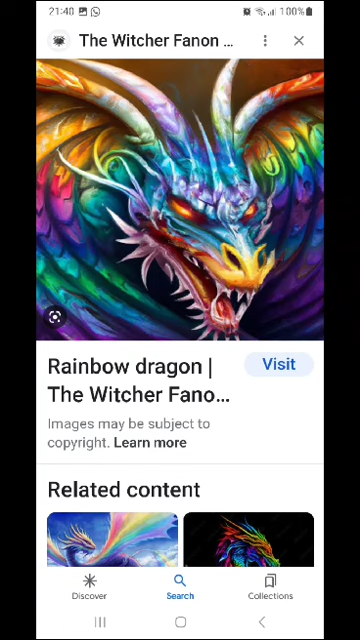 21:40
100%
The Witcher Fanon ...
Rainbow dragon |
The Witcher Fano...
Visit
Images may be subject to
copyright. Learn more
Related content
Discover
Search
Collections